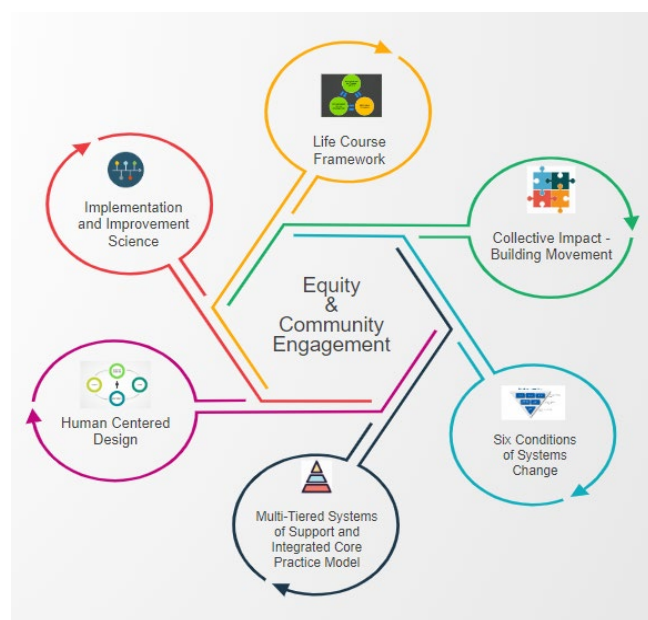 Life Course
Framework
Implementation
and Improvement
Science
Collective Impact -
Building Movement
Equity
&
Community
Engagement
Human Centered
Design
Six Conditions
of Systems
Change
Multi-Tiered Systems
of Support and
Integrated Core
Practice Model